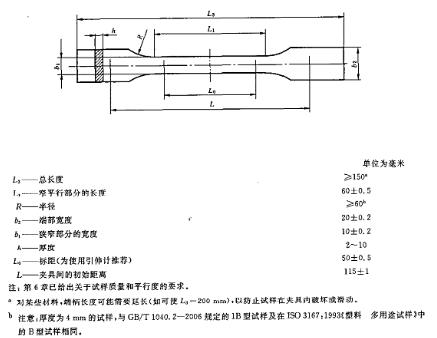 L₃
h
R
L₁
b₁
b₂
L₀
L
单位为毫米
L₃——总长度 ≥150ᵃ
L₁——窄平行部分的长度 60±0.5
R——半径 ≥60ᵇ
b₂——端部宽度 20±0.2
b₁——狭窄部分的宽度 10±0.2
h——厚度 2~10
L₀——标距(为使用引伸计推荐) 50±0.5
L——夹具间的初始距离 115±1
注:第6章已给出关于试样质量和平行度的要求。
ᵃ 对某些材料,端柄长度可能需要延长(如可使L₃=200 mm),以防止试样在夹具内破坏或滑动。
ᵇ 注意,厚度为4 mm的试样,与GB/T 1040.2—2006规定的1B型试样及在ISO 3167:1993《塑料 多用途试样》中
的B型试样相同。